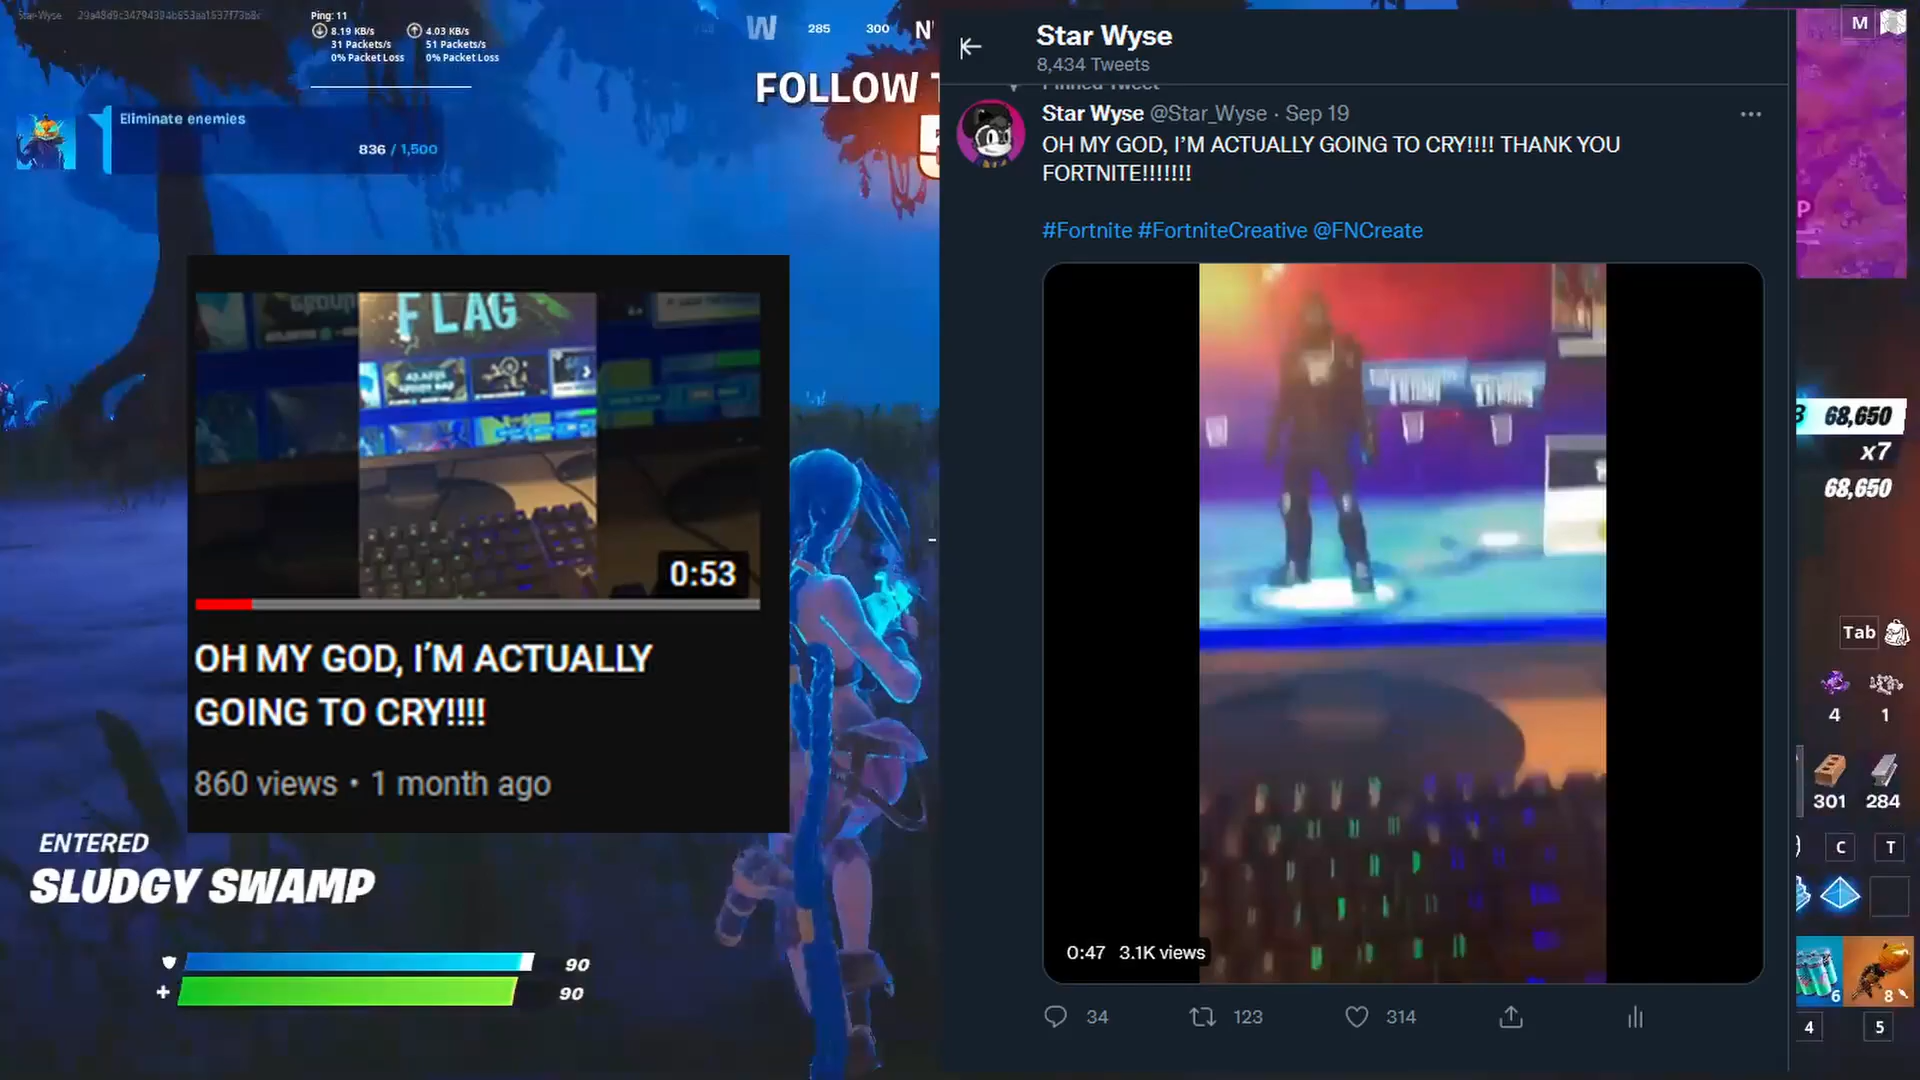 Star-Wyse
Ping: 11
8.19 KB/s 4.03 KB/s
31 Packets/s 51 Packets/s
0% Packet Loss 0% Packet Loss
W 285 300
FOLLOW
Eliminate enemies
836 / 1,500
FLAG
0:53
OH MY GOD, I'M ACTUALLY
GOING TO CRY!!!!
860 views • 1 month ago
ENTERED
SLUDGY SWAMP
90
90
Star Wyse
8,434 Tweets
Pinned Tweet
Star Wyse @Star_Wyse · Sep 19
OH MY GOD, I'M ACTUALLY GOING TO CRY!!!! THANK YOU
FORTNITE!!!!!!!
#Fortnite #FortniteCreative @FNCreate
0:47 3.1K views
34 123 314
M
68,650
x7
68,650
Tab
4 1
301 284
C T
6 8
4 5